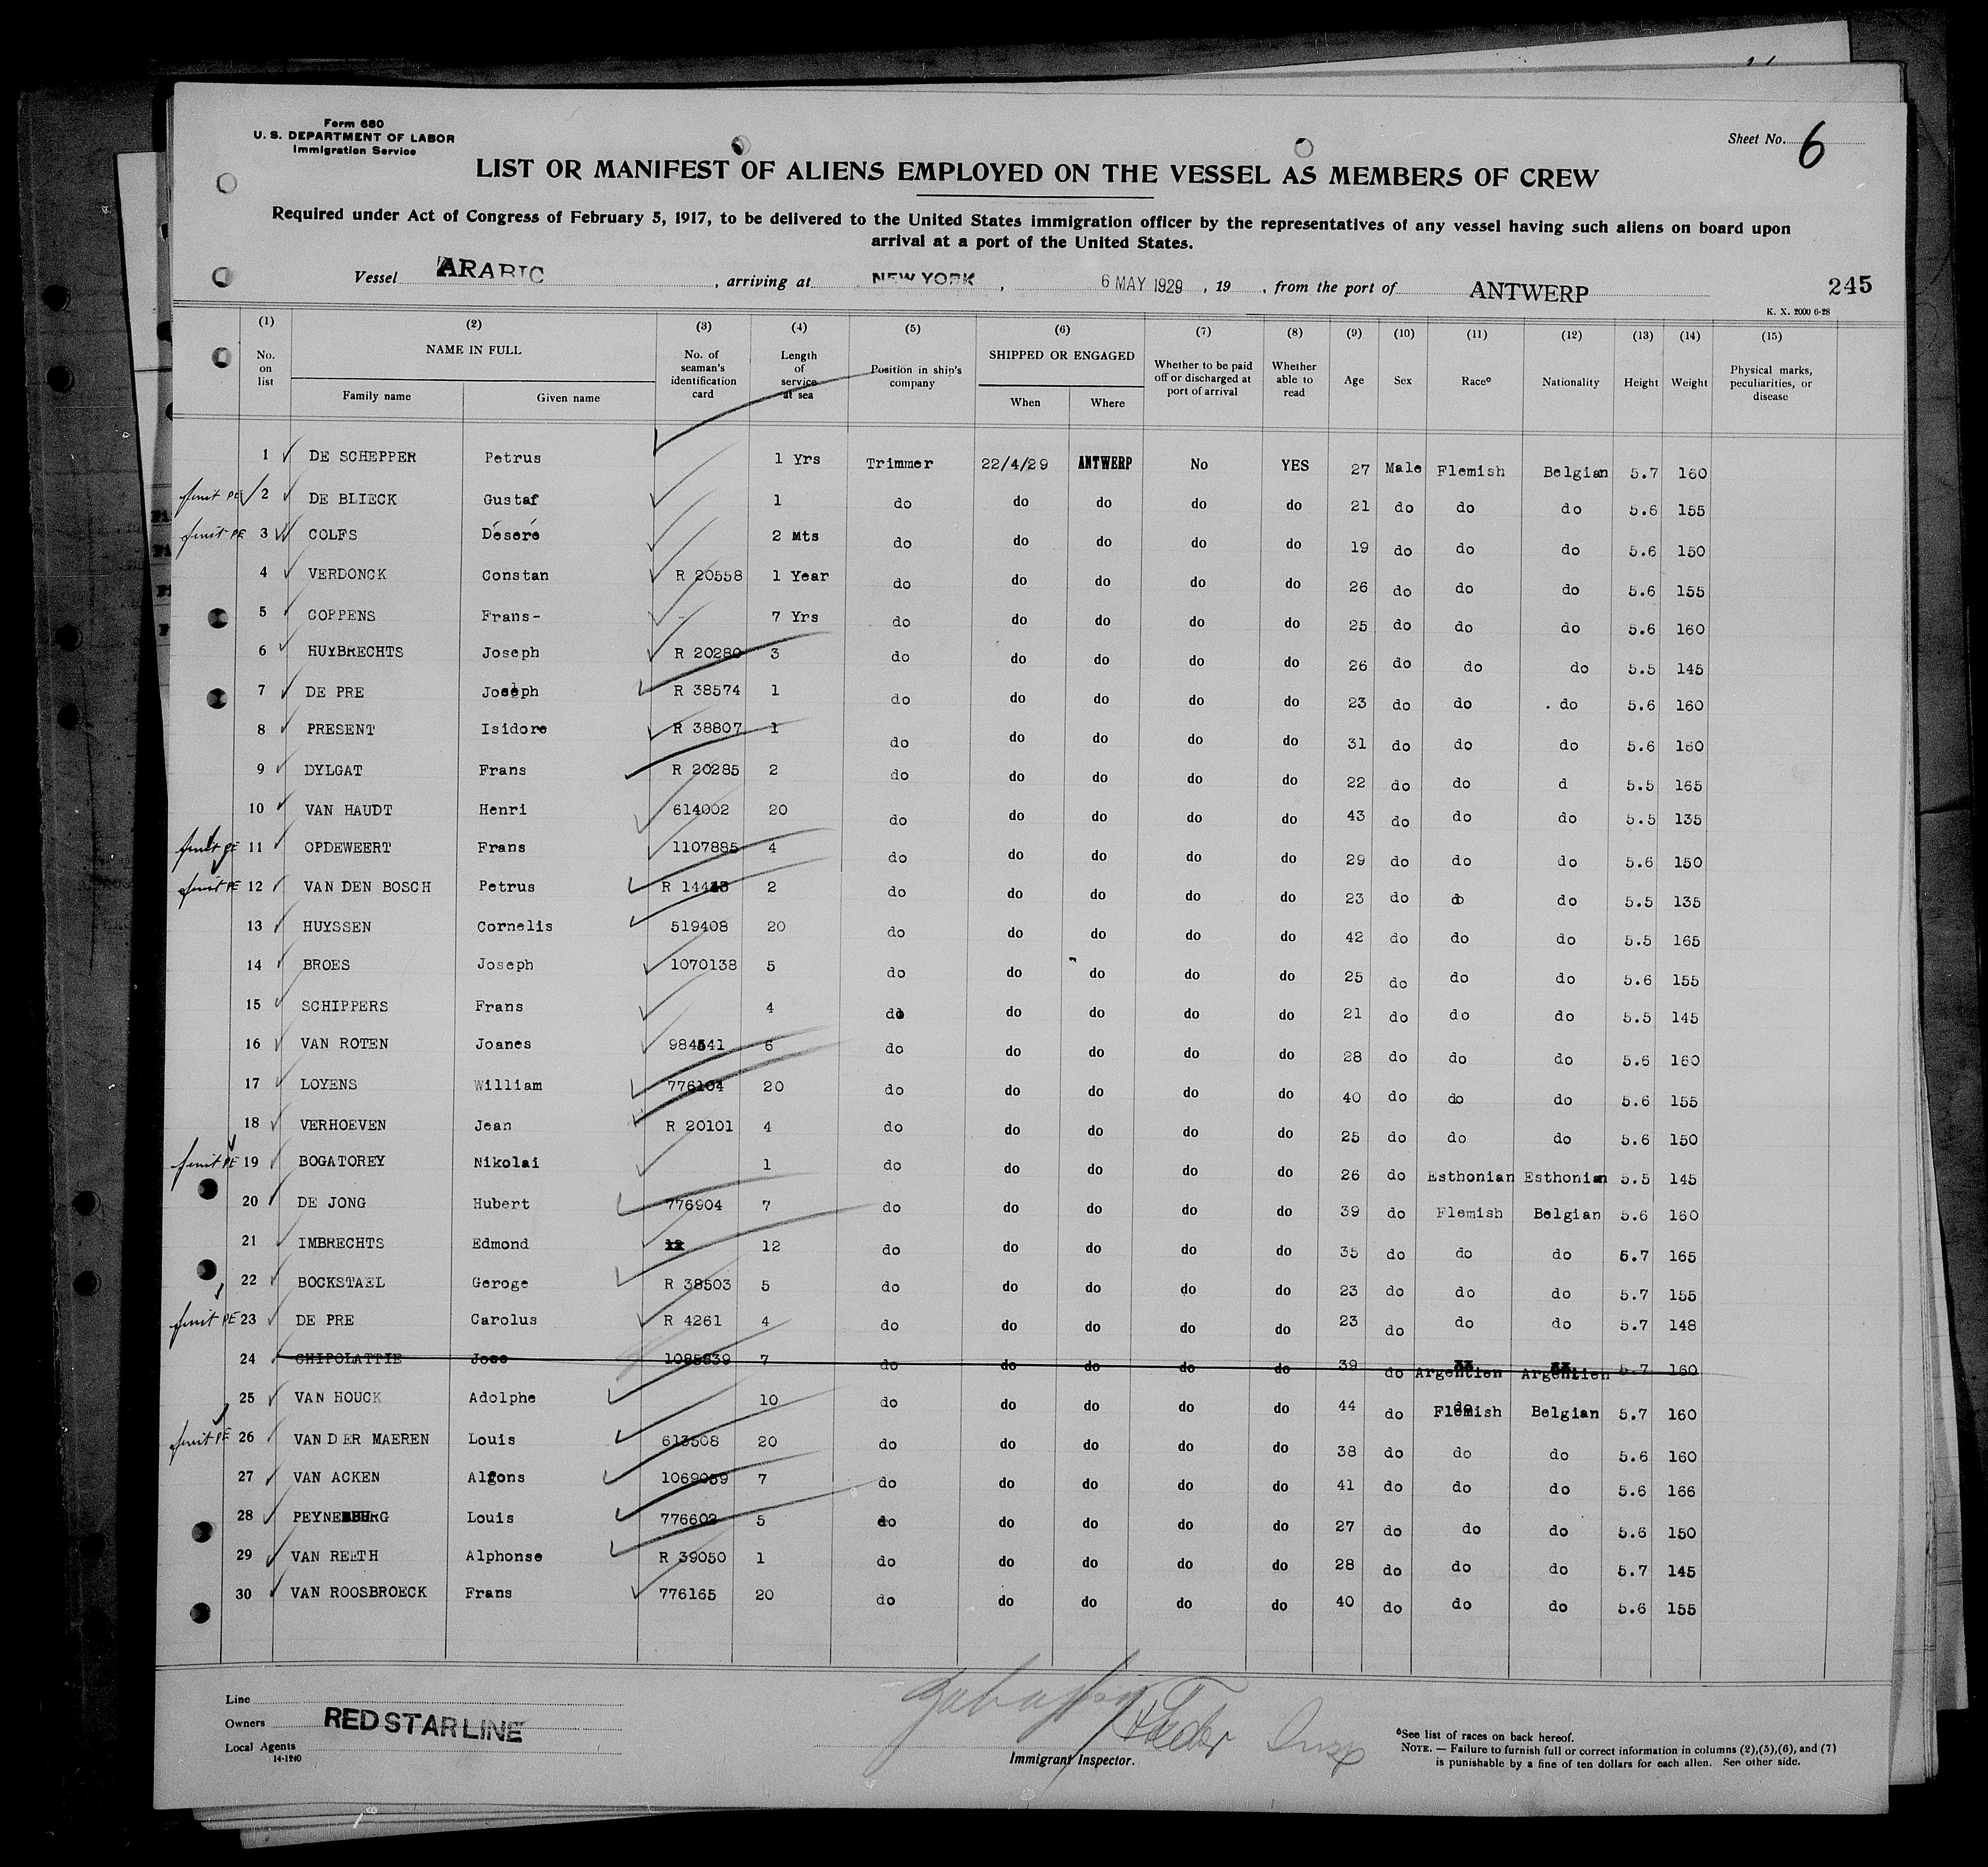 Form 680
U. S. DEPARTMENT OF LABOR
Immigration Service
Sheet No. 6
LIST OR MANIFEST OF ALIENS EMPLOYED ON THE VESSEL AS MEMBERS OF CREW
Required under Act of Congress of February 5, 1917, to be delivered to the United States immigration officer by the representatives of any vessel having such aliens on board upon
arrival at a port of the United States.
Vessel ARABIC, arriving at NEW YORK, 6 MAY 1929, 19 , from the port of ANTWERP
245
K. X. 2000 6-28
(1) (2) (3) (4) (5) (6) (7) (8) (9) (10) (11) (12) (13) (14) (15)
No. on list NAME IN FULL Family name Given name No. of seaman's identification card Length of service at sea Position in ship's company SHIPPED OR ENGAGED When Where Whether to be paid off or discharged at port of arrival Whether able to read Age Sex Race° Nationality Height Weight Physical marks, peculiarities, or disease
1 DE SCHEPPER Petrus 1 Yrs Trimmer 22/4/29 ANTWERP No YES 27 Male Flemish Belgian 5.7 160
PE 2 DE BLIECK Gustaf 1 do do do do do 21 do do do 5.6 155
PE 3 COLFS Déseré 2 Mts do do do do do 19 do do do 5.6 150
4 VERDONCK Constan R 20558 1 Year do do do do do 26 do do do 5.6 155
5 COPPENS Frans- 7 Yrs do do do do do 25 do do do 5.6 160
6 HUYBRECHTS Joseph R 20280 3 do do do do do 26 do do do 5.5 145
7 DE PRE Joseph R 38574 1 do do do do do 23 do do . do 5.6 160
8 PRESENT Isidore R 38807 1 do do do do do 31 do do do 5.6 160
9 DYLGAT Frans R 20285 2 do do do do do 22 do do d 5.5 165
10 VAN HAUDT Henri 614002 20 do do do do do 43 do do do 5.5 135
PE 11 OPDEWEERT Frans 1107885 4 do do do do do 29 do do do 5.6 150
PE 12 VAN DEN BOSCH Petrus R 2 do do do do do 23 do do do 5.5 135
13 HUYSSEN Cornelis 519408 20 do do do do do 42 do do do 5.5 165
14 BROES Joseph 1070138 5 do do do do do 25 do do do 5.6 155
15 SCHIPPERS Frans 4 do do do do do 21 do do do 5.5 145
16 VAN ROTEN Joanes 984541 6 do do do do do 28 do do do 5.6 160
17 LOYENS William 776104 20 do do do do do 40 do do do 5.6 155
18 VERHOEVEN Jean R 20101 4 do do do do do 25 do do do 5.6 150
PE 19 BOGATOREY Nikolai 1 do do do do do 26 do Esthonian Esthonian 5.5 145
20 DE JONG Hubert 776904 7 do do do do do 39 do Flemish Belgian 5.6 160
21 IMBRECHTS Edmond 12 do do do do do 35 do do do 5.7 165
22 BOCKSTAEL Geroge R 38503 5 do do do do do 23 do do do 5.7 155
PE 23 DE PRE Carolus R 4261 4 do do do do do 23 do do do 5.7 148
24 CHIPOLATTIE Jose 1085839 7 do do do do do 39 do Argentien Argentien 5.7 160
25 VAN HOUCK Adolphe 10 do do do do do 44 do Flemish Belgian 5.7 160
PE 26 VAN DER MAEREN Louis 613508 20 do do do do do 38 do do do 5.6 160
27 VAN ACKEN Alfons 1069059 7 do do do do do 41 do do do 5.6 166
28 PEYNENBURG Louis 776602 5 do do do do do 27 do do do 5.6 150
29 VAN REETH Alphonse R 39050 1 do do do do do 28 do do do 5.7 145
30 VAN ROOSBROECK Frans 776165 20 do do do do do 40 do do do 5.6 155
Line
Owners RED STAR LINE
Local Agents
14-1240
Immigrant Inspector.
°See list of races on back hereof.
NOTE. — Failure to furnish full or correct information in columns (2),(5),(6), and (7)
is punishable by a fine of ten dollars for each alien. See other side.